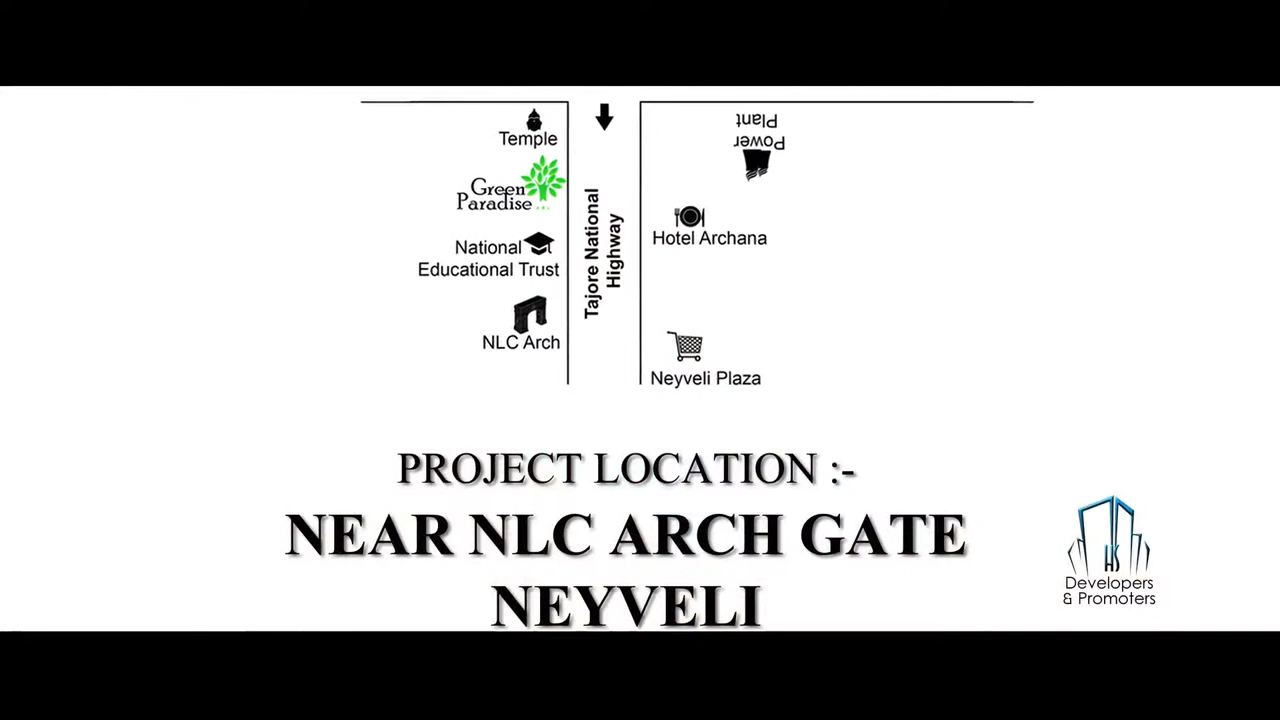 Temple
Green
Paradise
National
Educational Trust
NLC Arch
Tajore National
Highway
Power
Plant
Hotel Archana
Neyveli Plaza
PROJECT LOCATION :-
NEAR NLC ARCH GATE
NEYVELI
HS
Developers
& Promoters